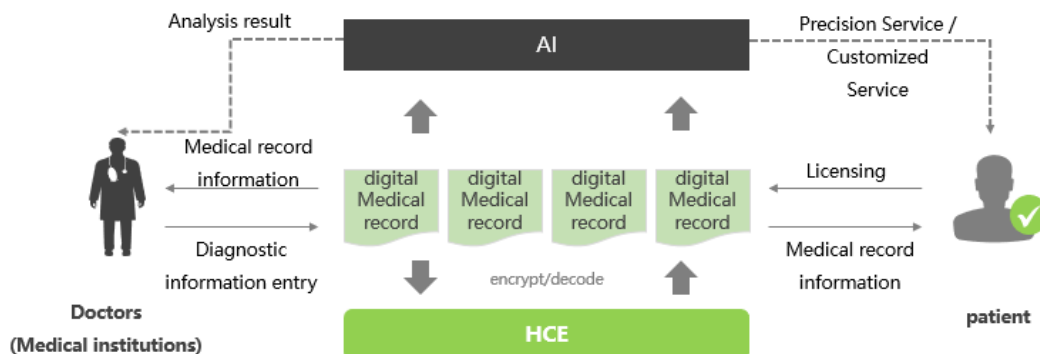 Analysis result
AI
Precision Service /
Customized
Service
Medical record
information
digital
Medical
record
digital
Medical
record
digital
Medical
record
digital
Medical
record
Licensing
Diagnostic
information entry
Medical record
information
encrypt/decode
Doctors
(Medical institutions)
HCE
patient